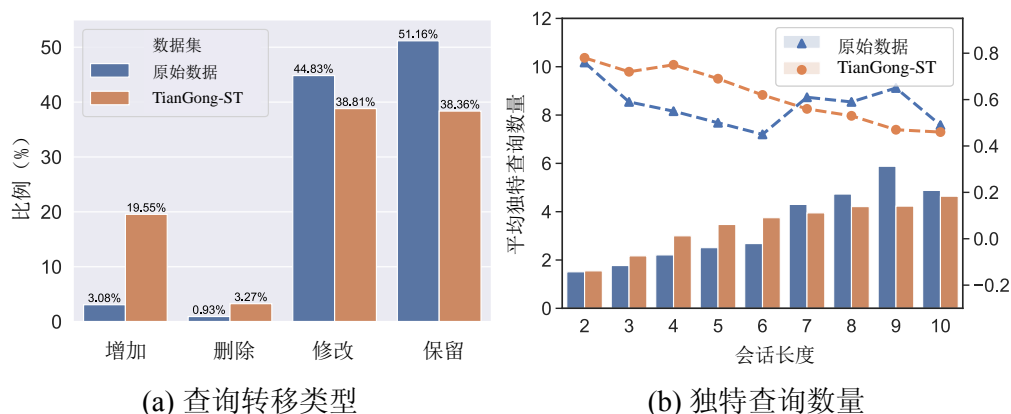 数据集
原始数据
TianGong-ST
比例（%）
50
40
30
20
10
0
3.08%
19.55%
0.93%
3.27%
44.83%
38.81%
51.16%
38.36%
增加 删除 修改 保留
(a) 查询转移类型
原始数据
TianGong-ST
平均独特查询数量
12
10
8
6
4
2
0
0.8
0.6
0.4
0.2
0.0
−0.2
2 3 4 5 6 7 8 9 10
会话长度
(b) 独特查询数量